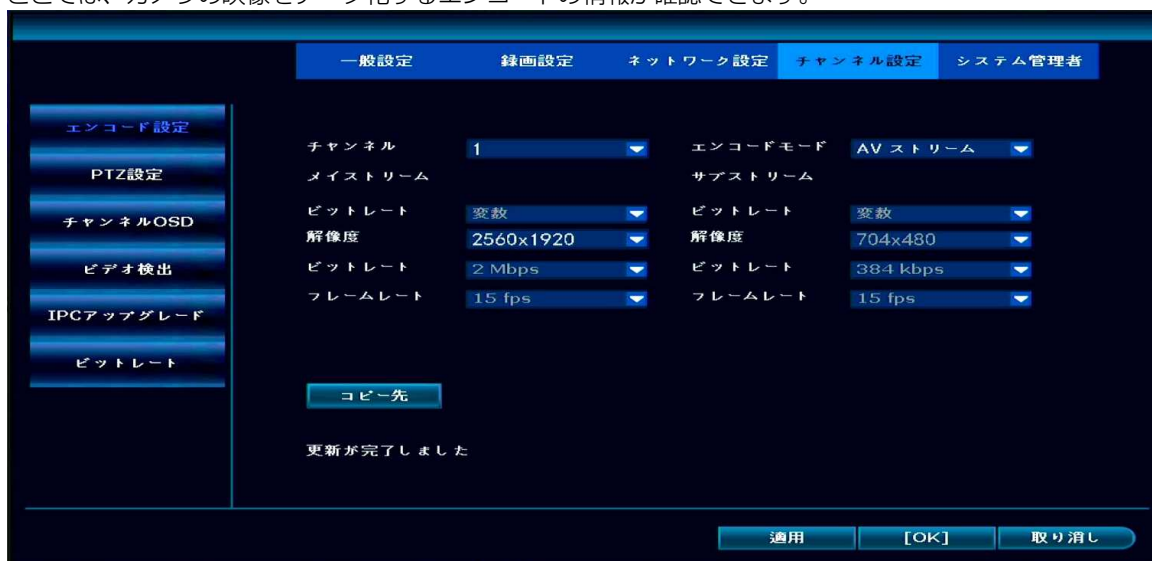 ここでは、カメラの映像をデータ化するエンコードの情報が確認できます。
一般設定 録画設定 ネットワーク設定 チャンネル設定 システム管理者
エンコード設定
PTZ設定
チャンネルOSD
ビデオ検出
IPCアップグレード
ビットレート
チャンネル 1 エンコードモード AV ストリーム
メイストリーム サブストリーム
ビットレート 変数 ビットレート 変数
解像度 2560x1920 解像度 704x480
ビットレート 2 Mbps ビットレート 384 kbps
フレームレート 15 fps フレームレート 15 fps
コピー先
更新が完了しました
適用 [OK] 取り消し